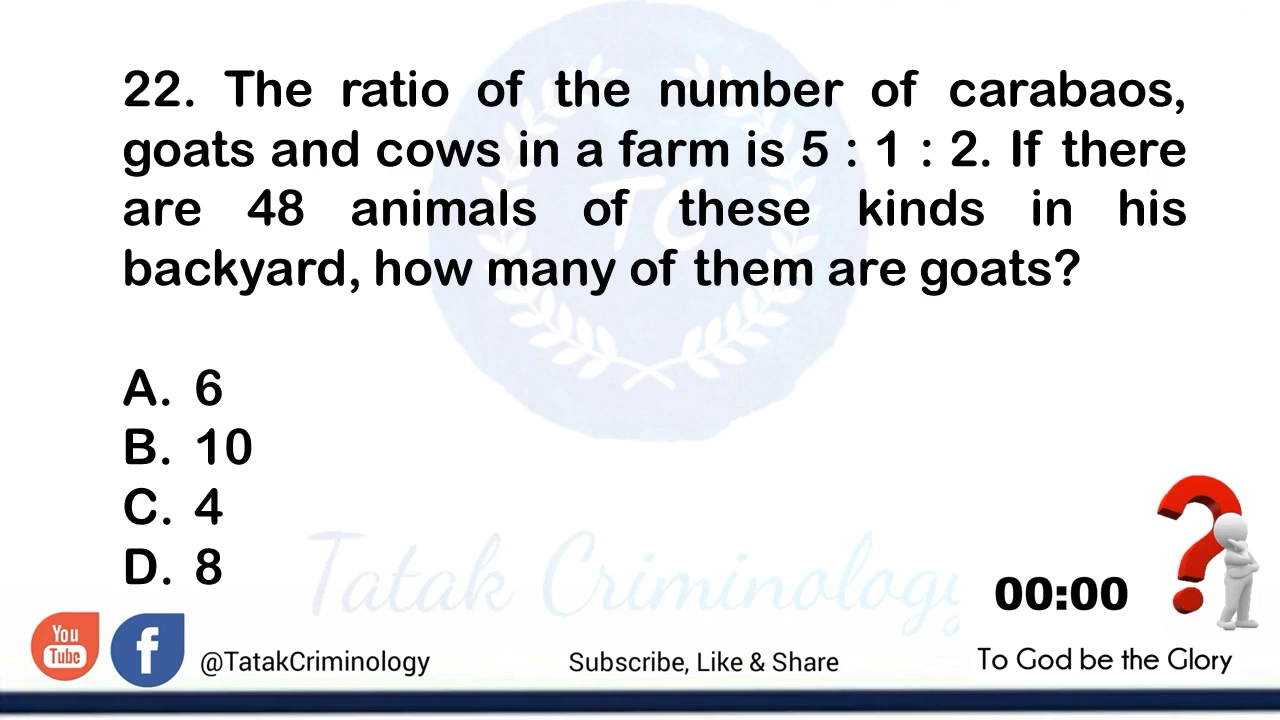 22. The ratio of the number of carabaos,
goats and cows in a farm is 5 : 1 : 2. If there
are 48 animals of these kinds in his
backyard, how many of them are goats?
TC
A. 6
B. 10
C. 4
D. 8
Tatak Criminology
00:00
You
Tube
f
@TatakCriminology
Subscribe, Like & Share
To God be the Glory